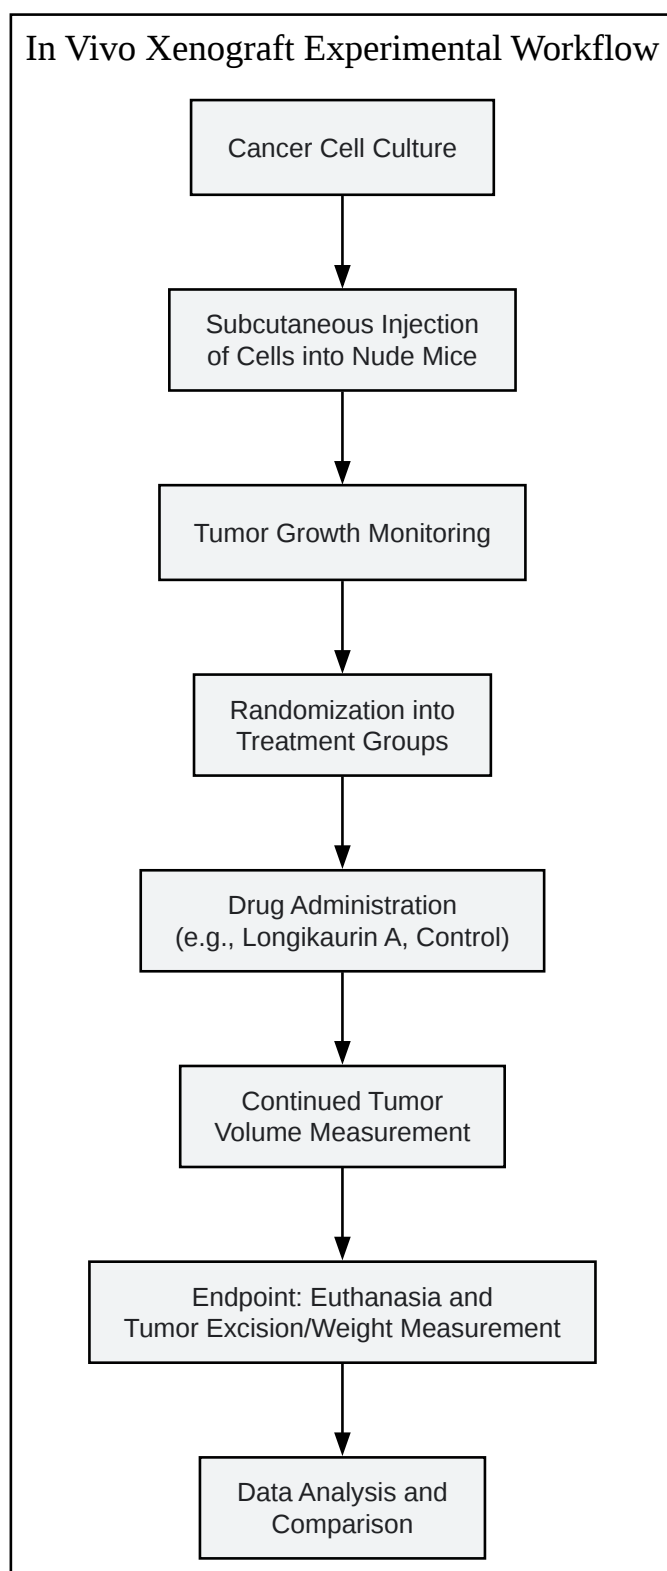 In Vivo Xenograft Experimental Workflow
Cancer Cell Culture
Subcutaneous Injection
of Cells into Nude Mice
Tumor Growth Monitoring
Randomization into
Treatment Groups
Drug Administration
(e.g., Longikaurin A, Control)
Continued Tumor
Volume Measurement
Endpoint: Euthanasia and
Tumor Excision/Weight Measurement
Data Analysis and
Comparison